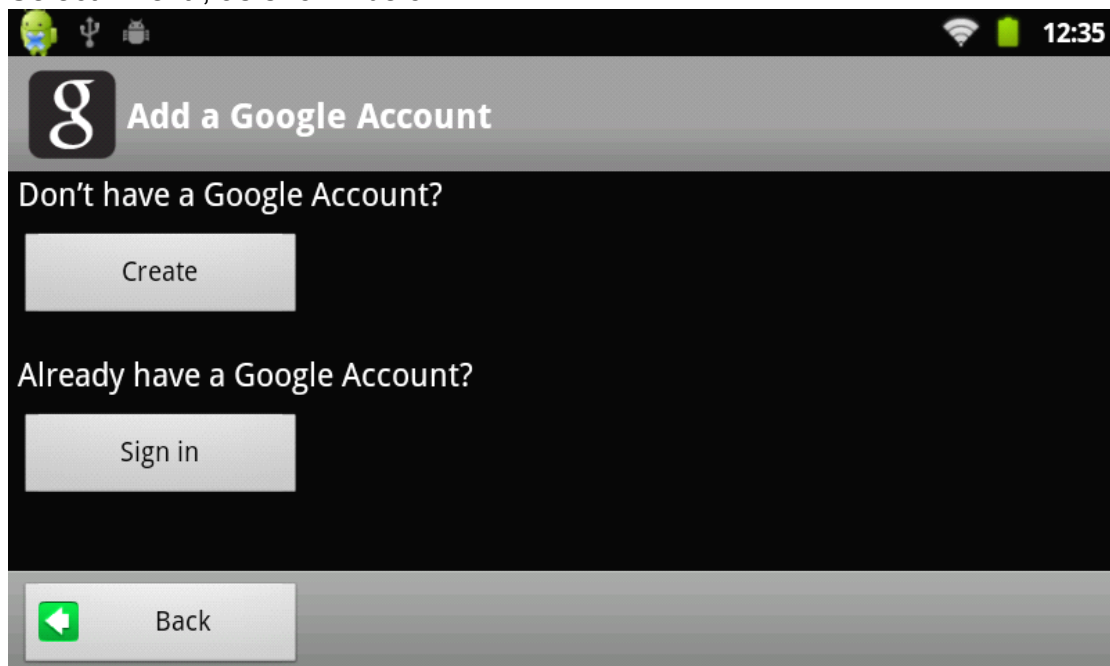 12:35
g Add a Google Account
Don't have a Google Account?
Create
Already have a Google Account?
Sign in
Back